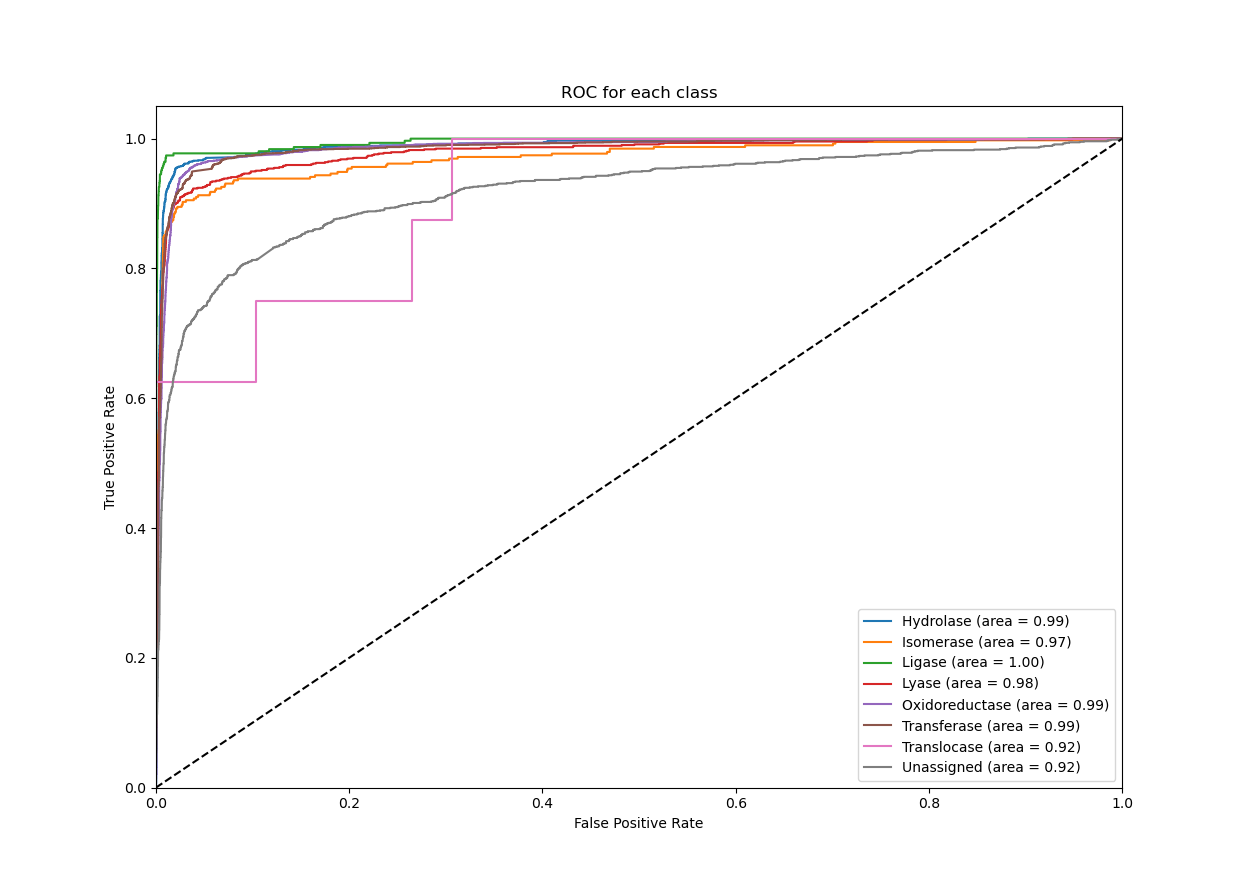 ROC for each class
1.0
0.8
0.6
0.4
0.2
0.0
True Positive Rate
0.0 0.2 0.4 0.6 0.8 1.0
False Positive Rate
Hydrolase (area = 0.99)
Isomerase (area = 0.97)
Ligase (area = 1.00)
Lyase (area = 0.98)
Oxidoreductase (area = 0.99)
Transferase (area = 0.99)
Translocase (area = 0.92)
Unassigned (area = 0.92)